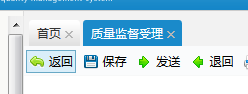 首页 × 质量监督受理 ×
返回 保存 发送 退回